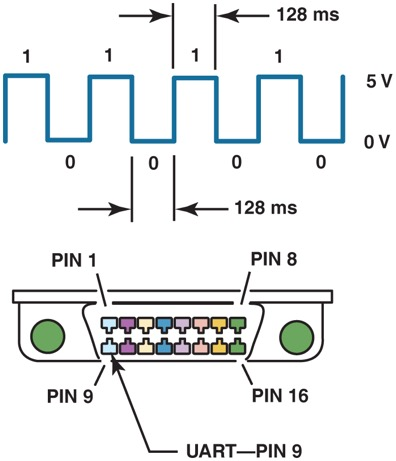 128 ms
1 1 1 1
5 V
0 V
0 0 0 0
128 ms
PIN 1 PIN 8
PIN 9 PIN 16
UART—PIN 9